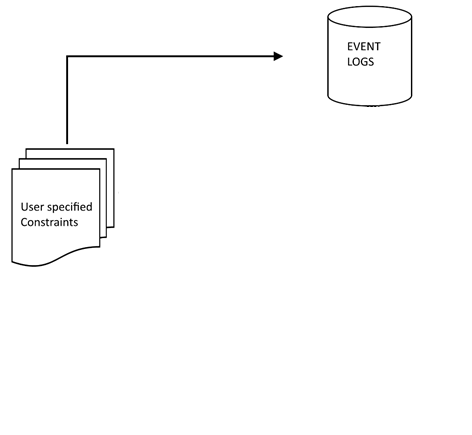 EVENT
LOGS
User specified
Constraints